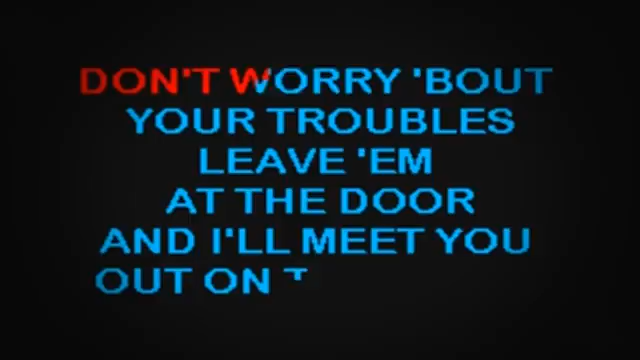 DON'T WORRY 'BOUT
YOUR TROUBLES
LEAVE 'EM
AT THE DOOR
AND I'LL MEET YOU
OUT ON